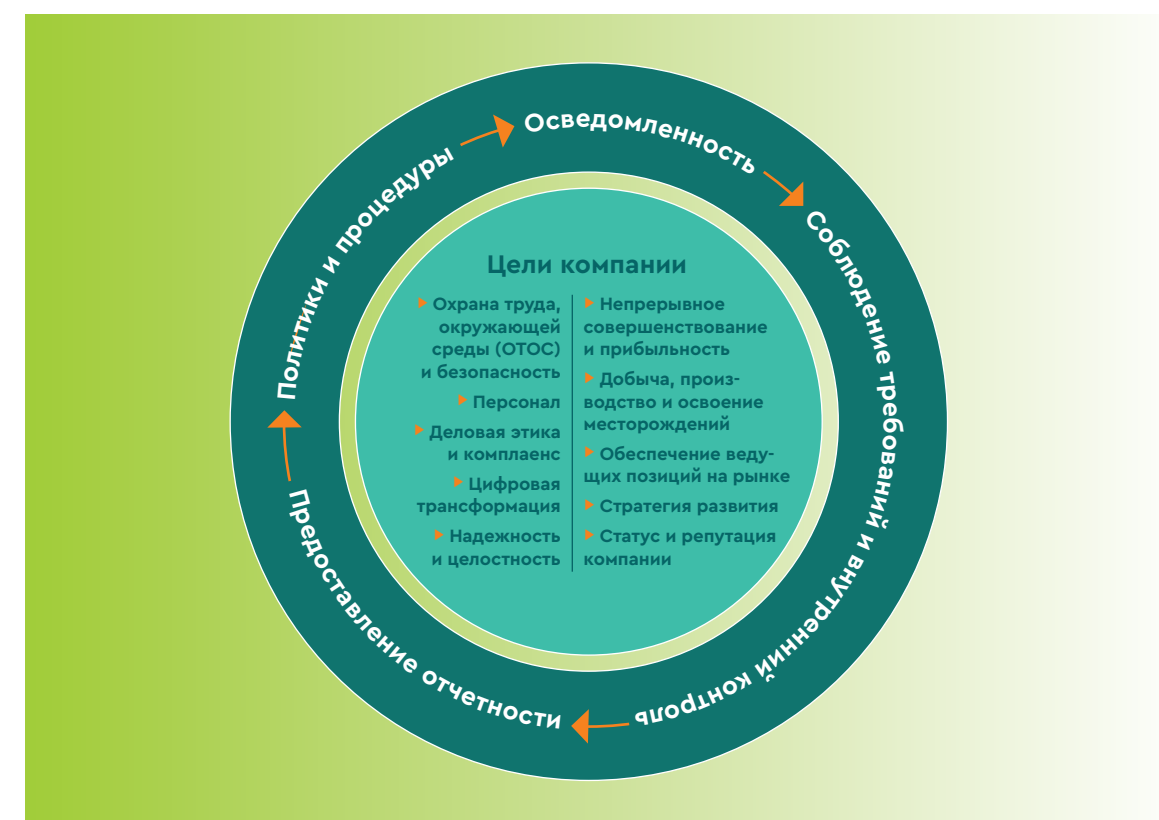 Осведомленность
Соблюдение требований и внутренний контроль
Предоставление отчетности
Политики и процедуры
Цели компании
Охрана труда,
окружающей
среды (ОТОС)
и безопасность
Персонал
Деловая этика
и комплаенс
Цифровая
трансформация
Надежность
и целостность
Непрерывное
совершенствование
и прибыльность
Добыча, произ-
водство и освоение
месторождений
Обеспечение веду-
щих позиций на рынке
Стратегия развития
Статус и репутация
компании